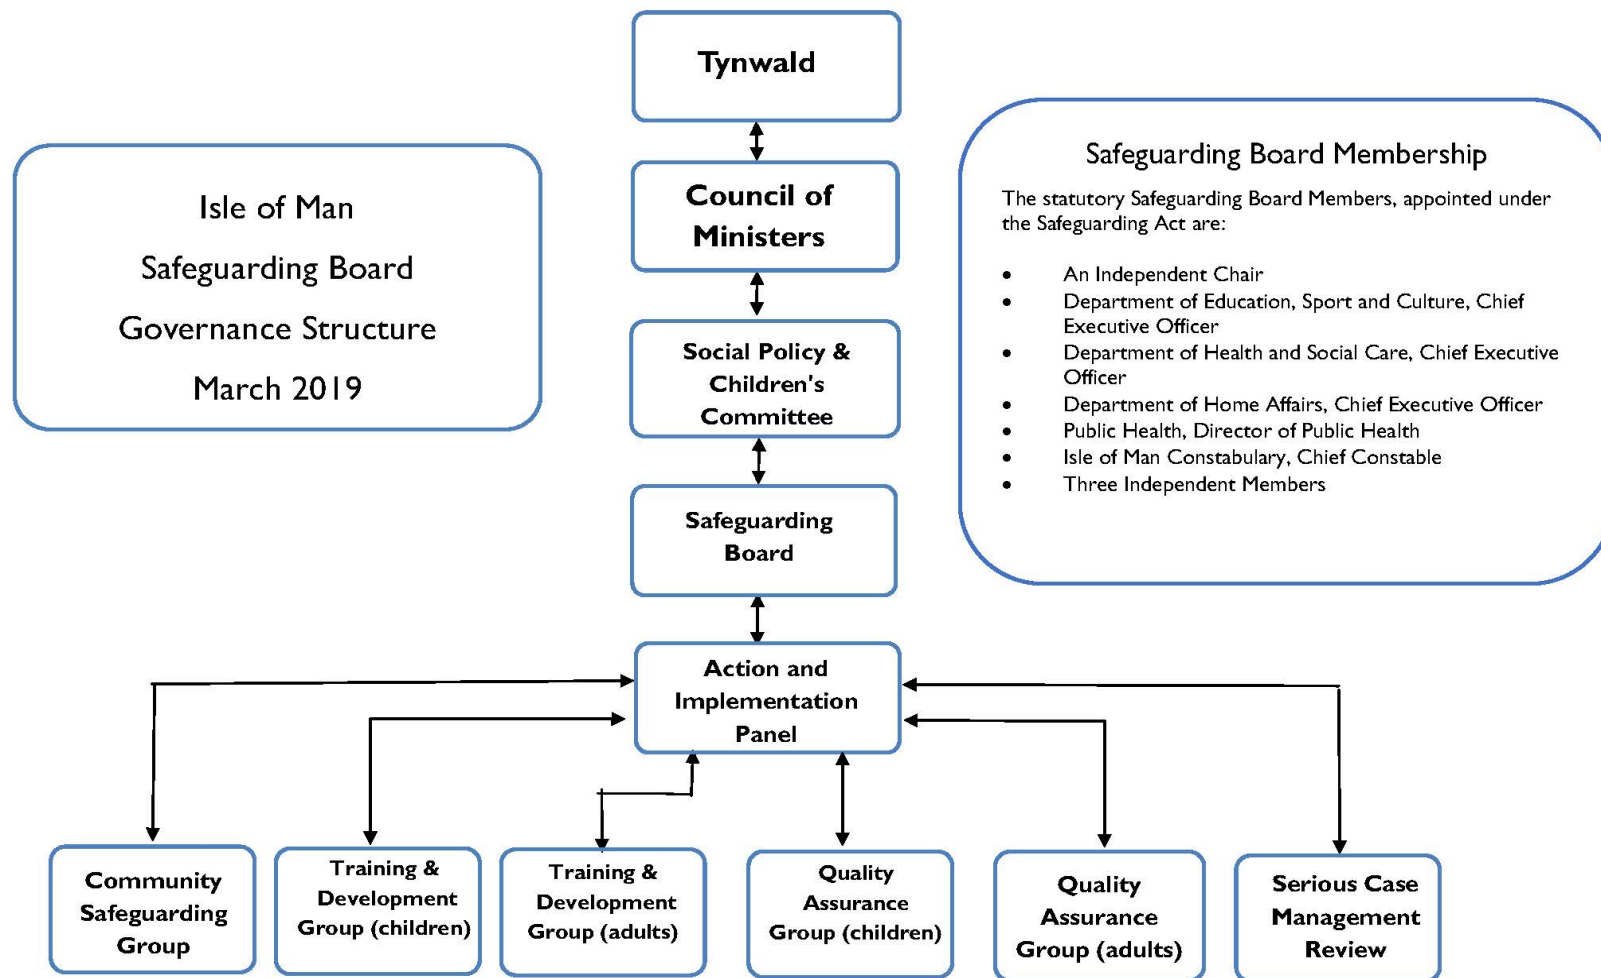 Tynwald
Isle of Man
Safeguarding Board
Governance Structure
March 2019
Council of
Ministers
Social Policy &
Children's
Committee
Safeguarding
Board
Safeguarding Board Membership
The statutory Safeguarding Board Members, appointed under
the Safeguarding Act are:
• An Independent Chair
• Department of Education, Sport and Culture, Chief
Executive Officer
• Department of Health and Social Care, Chief Executive
Officer
• Department of Home Affairs, Chief Executive Officer
• Public Health, Director of Public Health
• Isle of Man Constabulary, Chief Constable
• Three Independent Members
Action and
Implementation
Panel
Community
Safeguarding
Group
Training &
Development
Group (children)
Training &
Development
Group (adults)
Quality
Assurance
Group (children)
Quality
Assurance
Group (adults)
Serious Case
Management
Review